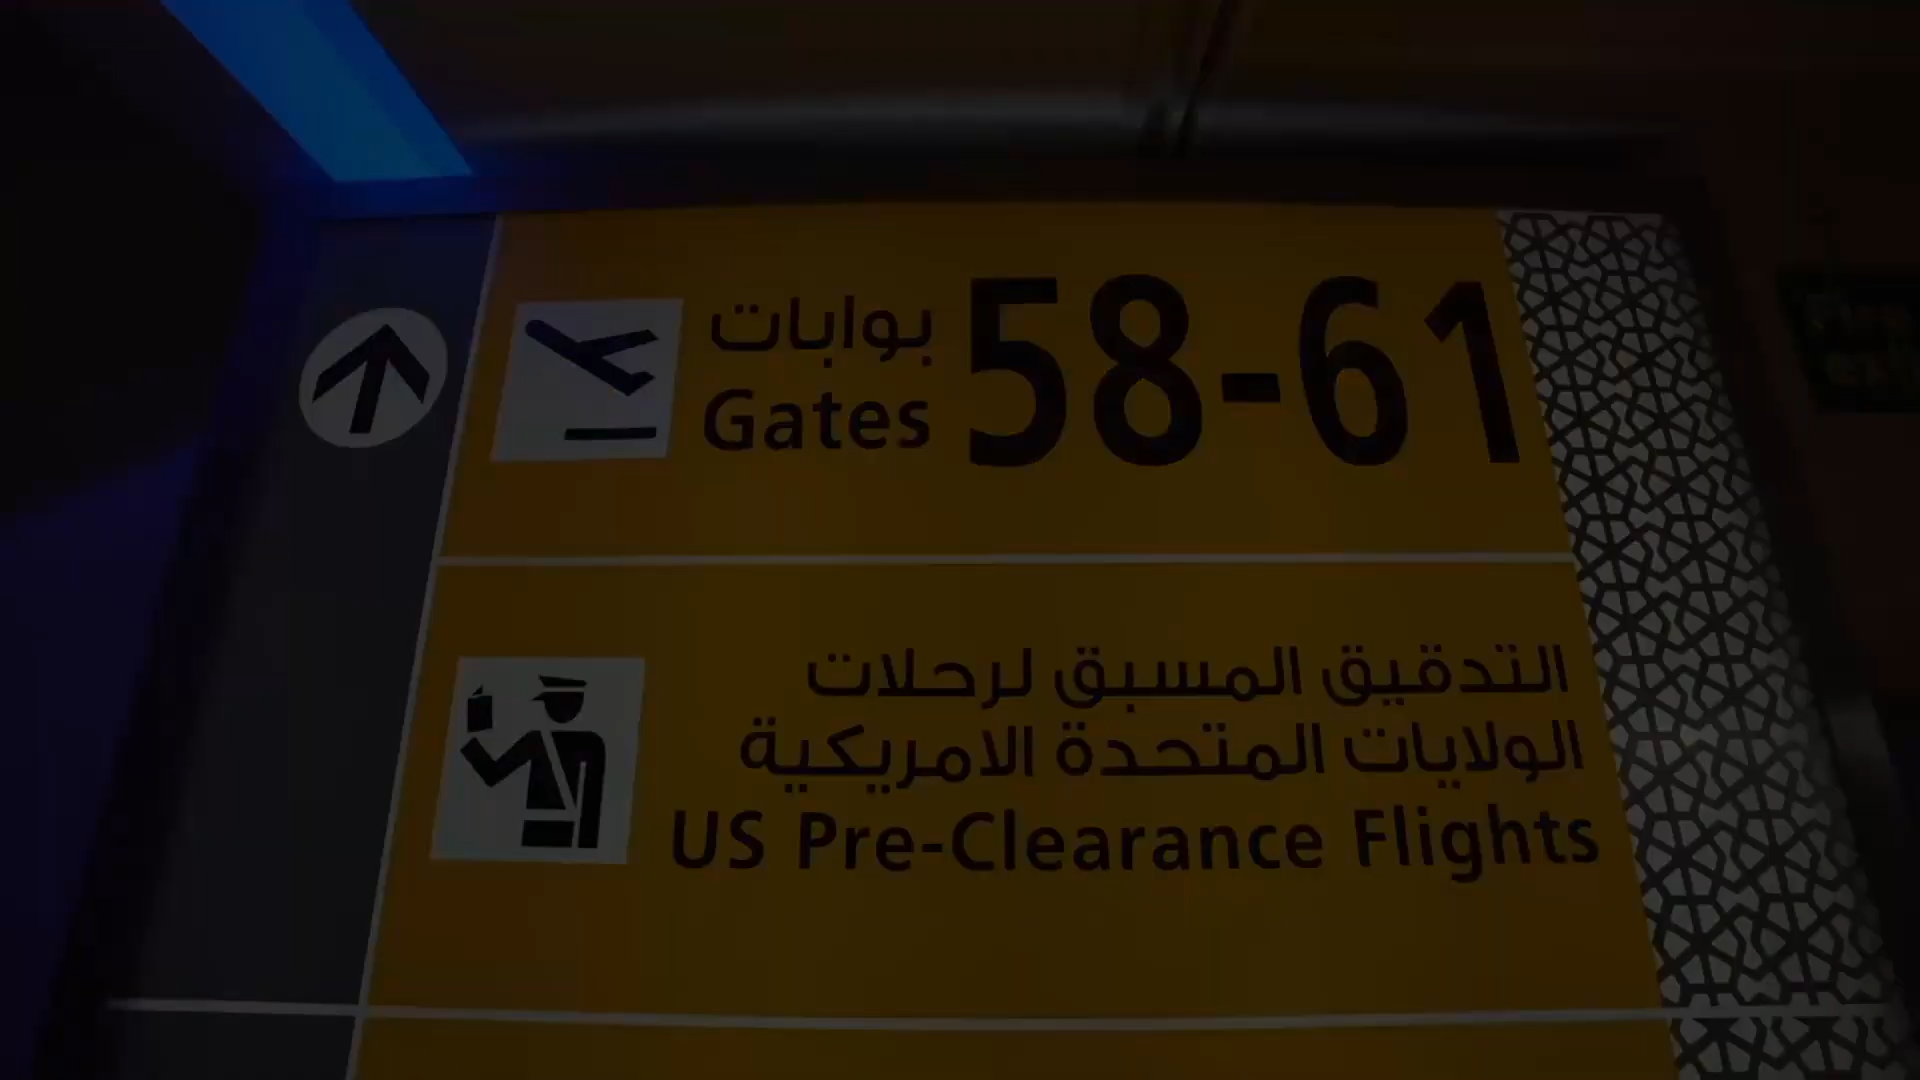 بوابات
Gates
58-61
التدقيق المسبق لرحلات
الولايات المتحدة الامريكية
US Pre-Clearance Flights